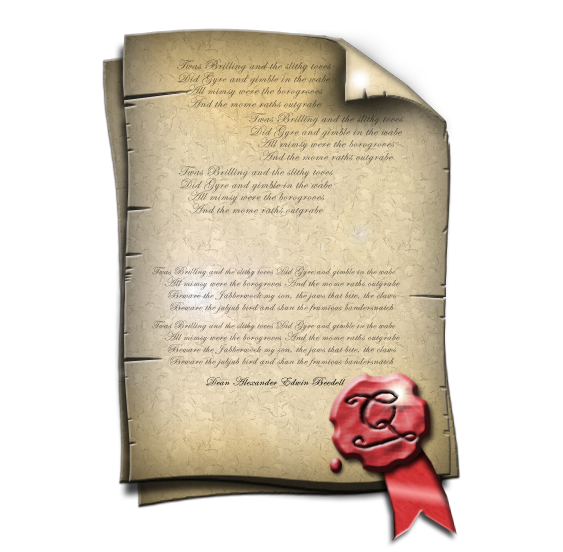 Twas Brilling and the slithy toves
Did Gyre and gimble in the wabe
All mimsy were the borogroves
And the mome raths outgrabe
Twas Brilling and the slithy toves
Did Gyre and gimble in the wabe
All mimsy were the borogroves
And the mome raths outgrabe
Twas Brilling and the slithy toves
Did Gyre and gimble in the wabe
All mimsy were the borogroves
And the mome raths outgrabe
Twas Brilling and the slithy toves Did Gyre and gimble in the wabe
All mimsy were the borogroves And the mome raths outgrabe
Beware the Jabberwock my son, the jaws that bite, the claws
Beware the jubjub bird and shun the frumious bandersnatch
Twas Brilling and the slithy toves Did Gyre and gimble in the wabe
All mimsy were the borogroves And the mome raths outgrabe
Beware the Jabberwock my son, the jaws that bite, the claws
Beware the jubjub bird and shun the frumious bandersnatch
Dean Alexander Edwin Beedell